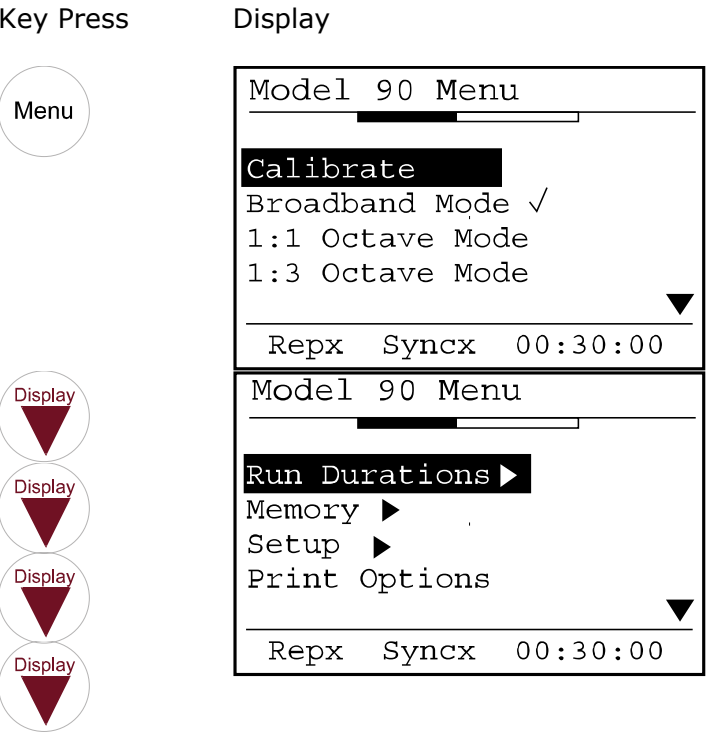 Key Press Display
Menu
Model 90 Menu
Calibrate
Broadband Mode √
1:1 Octave Mode
1:3 Octave Mode
Repx Syncx 00:30:00
Display
Display
Display
Display
Model 90 Menu
Run Durations
Memory
Setup
Print Options
Repx Syncx 00:30:00